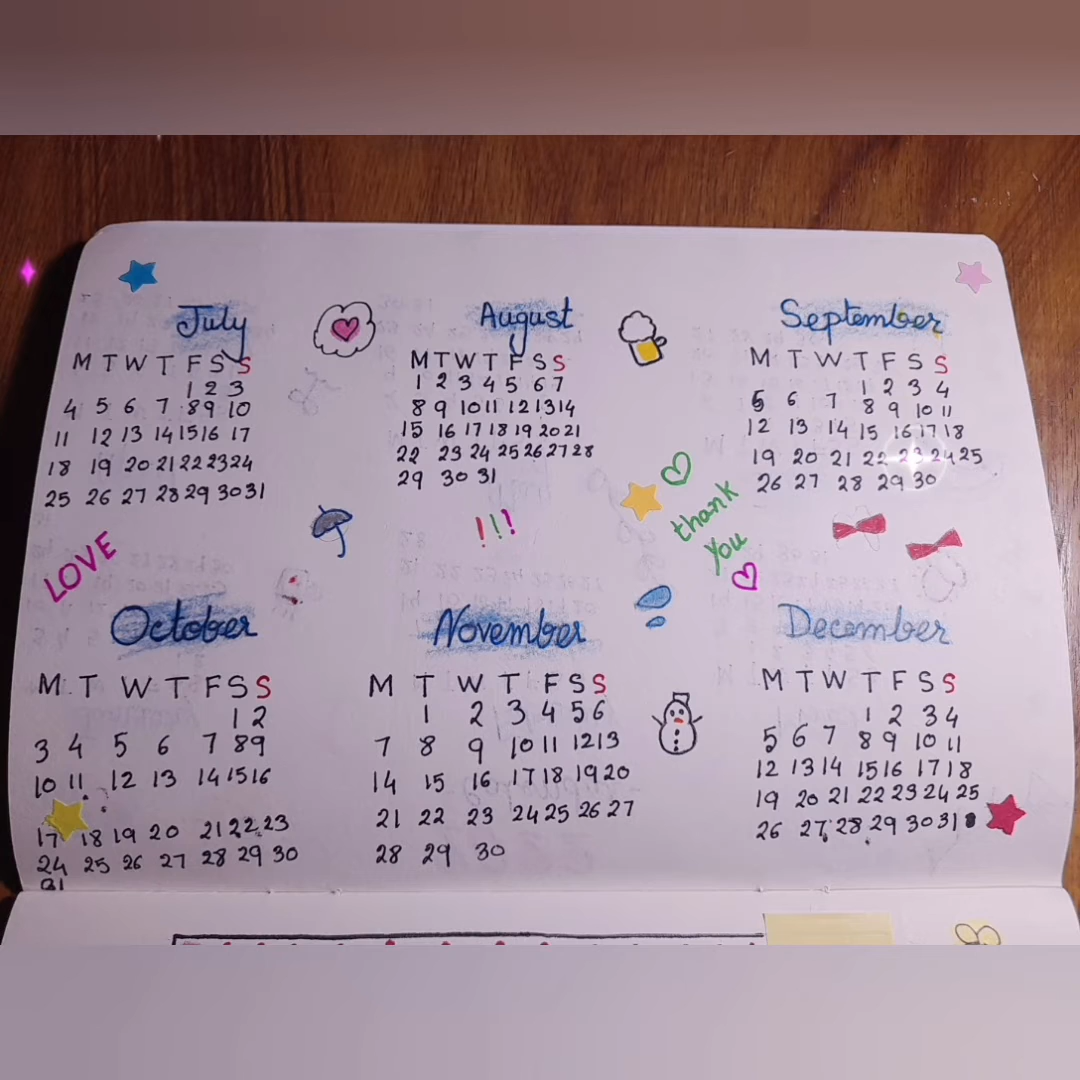 July
M T W T F S S
1 2 3
4 5 6 7 8 9 10
11 12 13 14 15 16 17
18 19 20 21 22 23 24
25 26 27 28 29 30 31
August
M T W T F S S
1 2 3 4 5 6 7
8 9 10 11 12 13 14
15 16 17 18 19 20 21
22 23 24 25 26 27 28
29 30 31
September
M T W T F S S
1 2 3 4
5 6 7 8 9 10 11
12 13 14 15 16 17 18
19 20 21 22 23 24 25
26 27 28 29 30
LOVE
!!!
thank
you
October
M T W T F S S
1 2
3 4 5 6 7 8 9
10 11 12 13 14 15 16
17 18 19 20 21 22 23
24 25 26 27 28 29 30
31
November
M T W T F S S
1 2 3 4 5 6
7 8 9 10 11 12 13
14 15 16 17 18 19 20
21 22 23 24 25 26 27
28 29 30
December
M T W T F S S
1 2 3 4
5 6 7 8 9 10 11
12 13 14 15 16 17 18
19 20 21 22 23 24 25
26 27 28 29 30 31